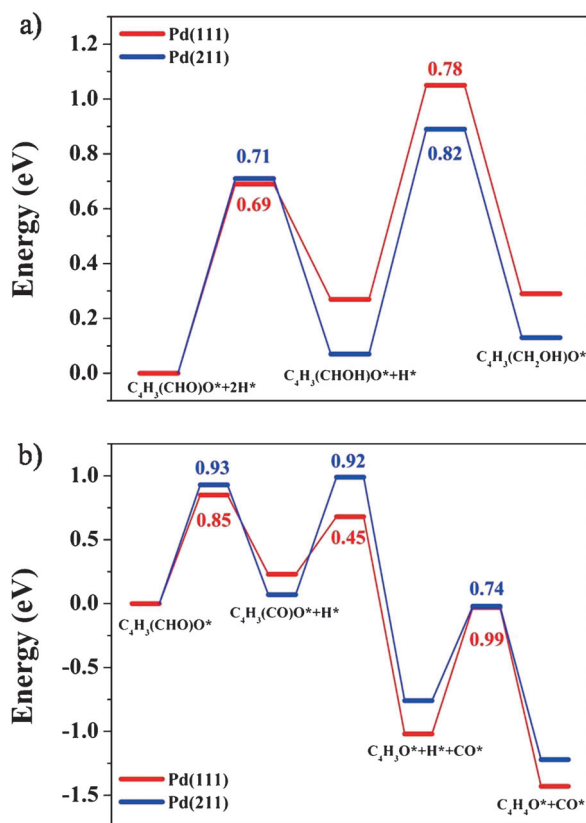 a)
Pd(111)
Pd(211)
Energy (eV)
1.2
1.0
0.8
0.6
0.4
0.2
0.0
0.71
0.69
0.78
0.82
C₄H₃(CHO)O*+2H*
C₄H₃(CHOH)O*+H*
C₄H₃(CH₂OH)O*
b)
Energy (eV)
1.0
0.5
0.0
-0.5
-1.0
-1.5
0.93
0.85
0.92
0.45
0.74
0.99
C₄H₃(CHO)O*
C₄H₃(CO)O*+H*
C₄H₃O*+H*+CO*
C₄H₄O*+CO*
Pd(111)
Pd(211)